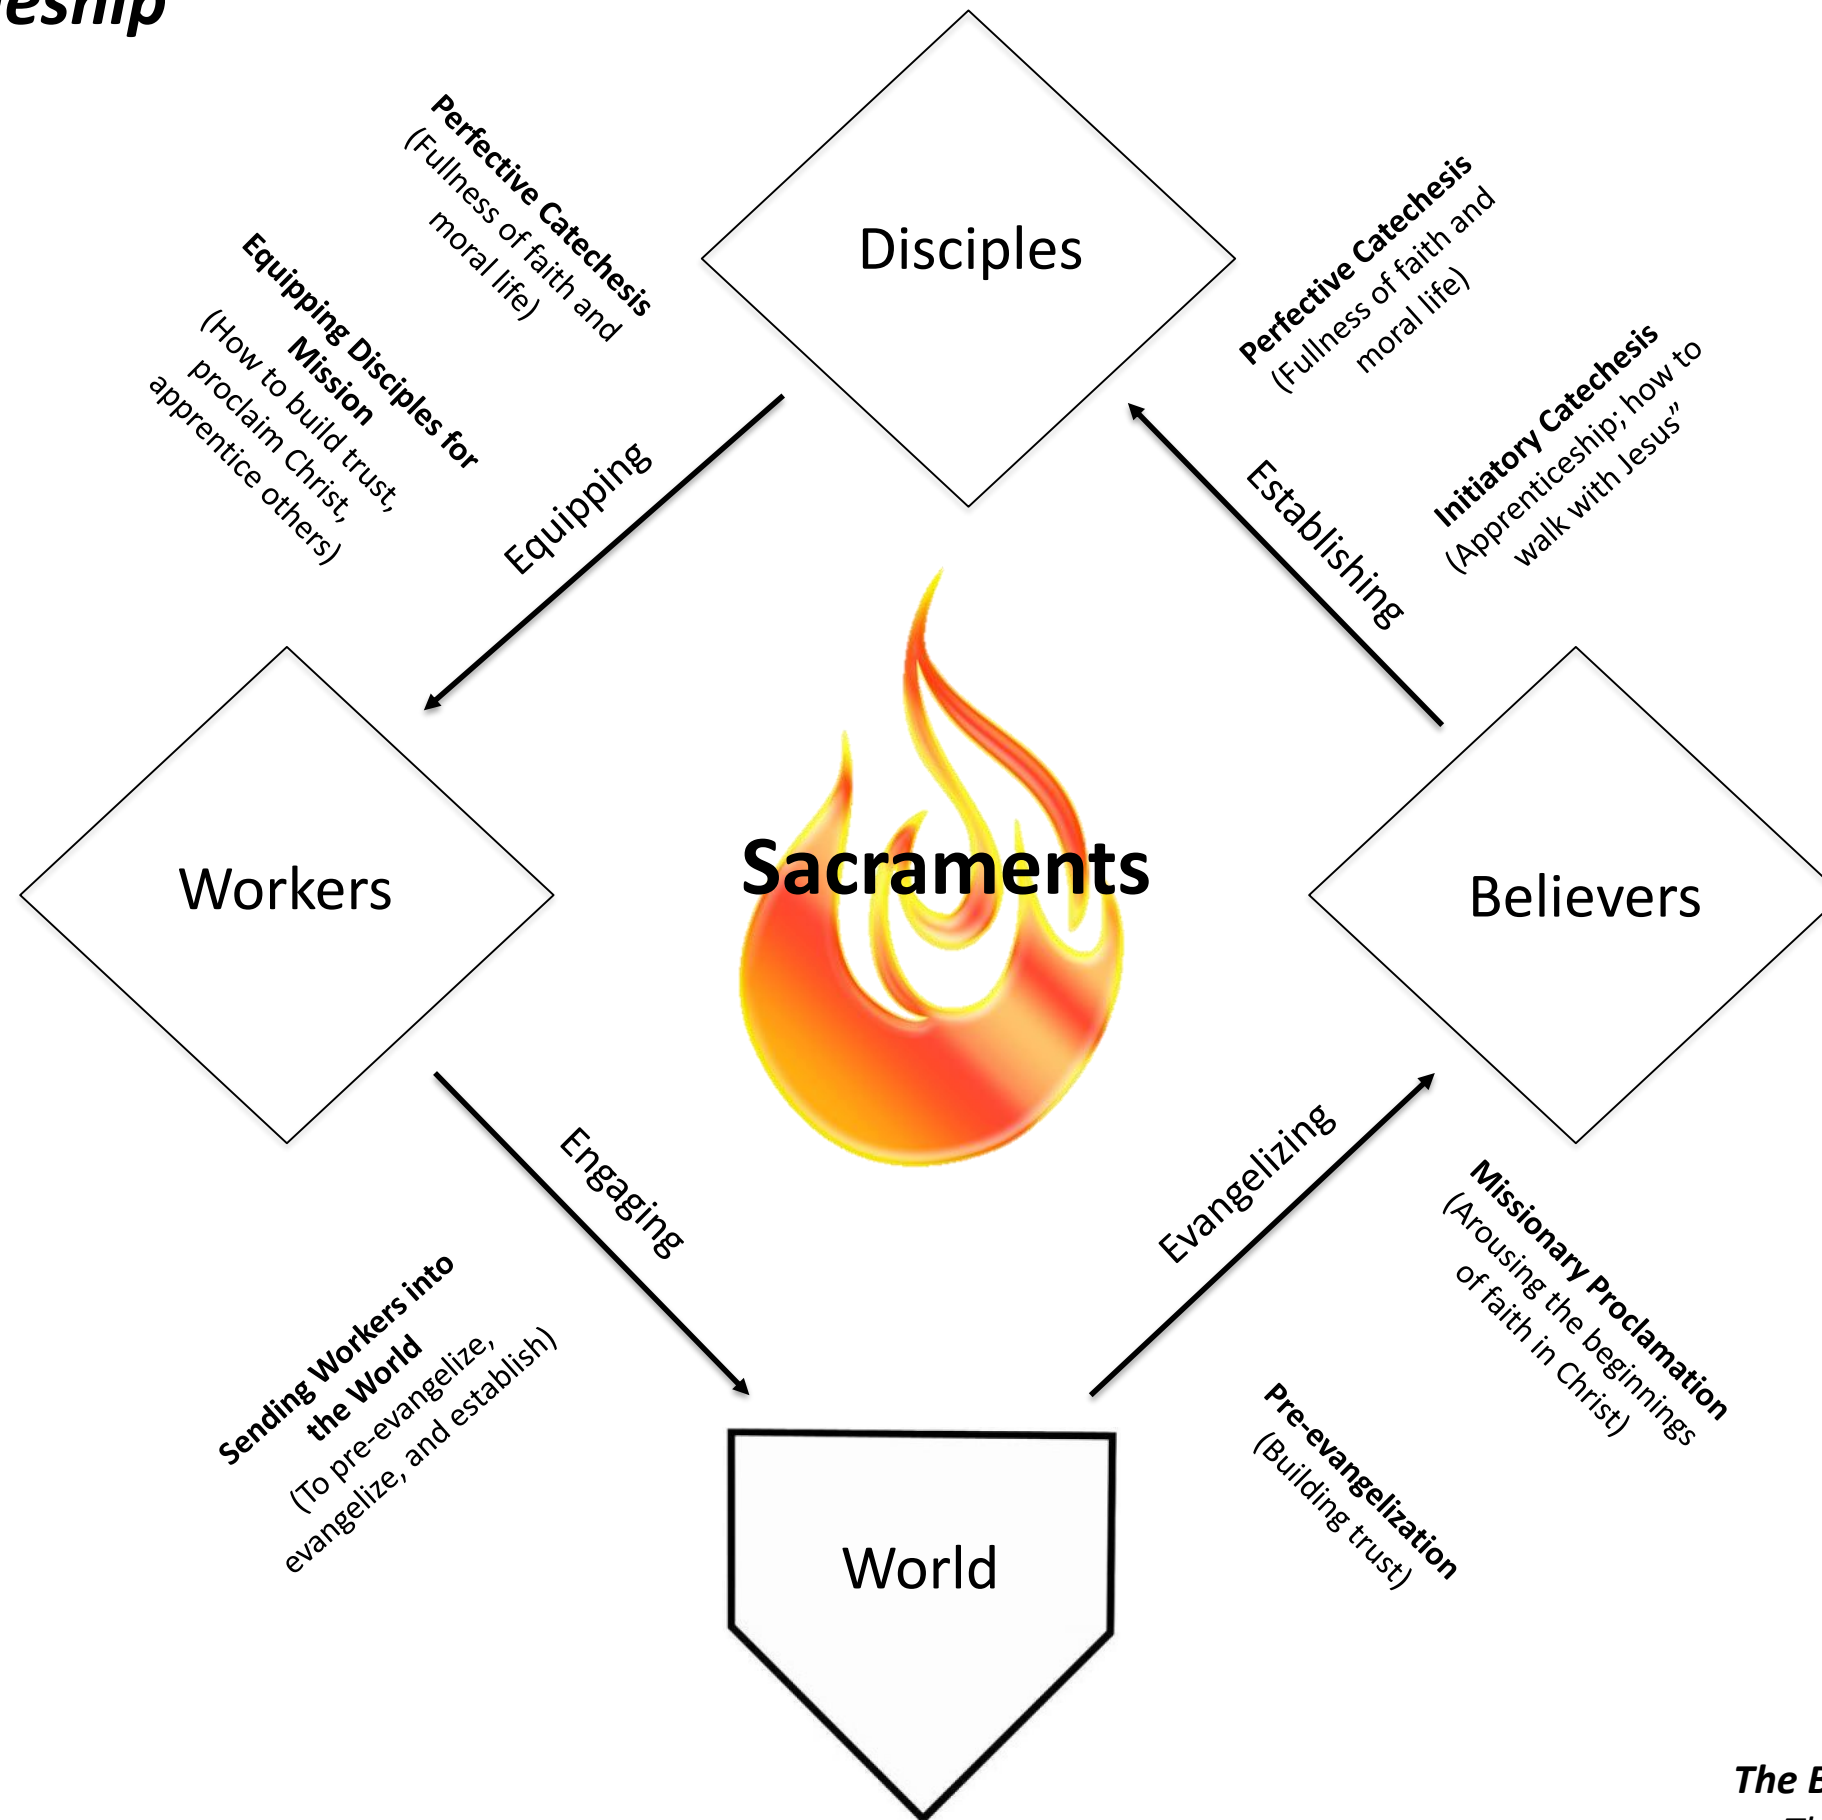 Perfective Catechesis
(Fullness of faith and
moral life)
Equipping Disciples for
Mission
(How to build trust,
proclaim Christ,
apprentice others)
Disciples
Perfective Catechesis
(Fullness of faith and
moral life)
Initiatory Catechesis
(Apprenticeship; how to
walk with Jesus”
Equipping
Establishing
Workers
Sacraments
Believers
Engaging
Evangelizing
Sending Workers into
the World
(To pre-evangelize,
evangelize, and establish)
Missionary Proclamation
(Arousing the beginnings
of faith in Christ)
Pre-evangelization
(Building trust)
World
The